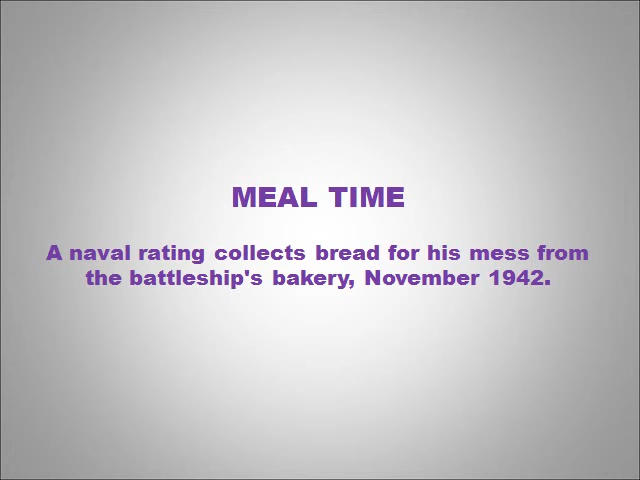 MEAL TIME
A naval rating collects bread for his mess from
the battleship's bakery, November 1942.